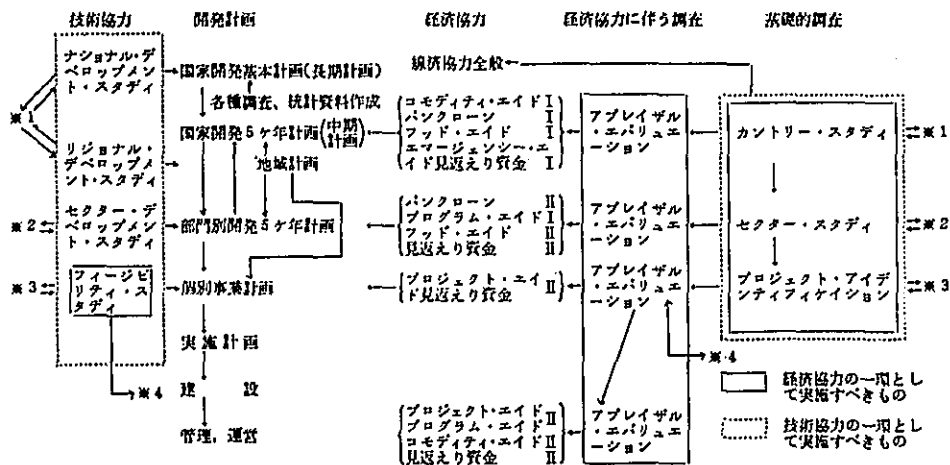 技術協力 開発計画 経済協力 経済協力に伴う調査 基礎的調査
ナショナル・デ
ベロップメン
ト・スタディ
国家開発基本計画(長期計画)
線済協力全般
各種調査、統計資料作成
※1
国家開発5ケ年計画(中期計画)
コモディティ・エイド I
バンクローン I
フッド・エイド I
エマージェンシー・エ
イド見返えり資金 I
アプレイザル
・エバリュエ
ーション
カントリー・スタディ
※1
リジョナル・
デベロップメ
ント・スタディ
地域計画
※2
セクター・デ
ベロップメン
ト・スタディ
部門別開発5ケ年計画
バンクローン II
プログラム・エイド I
フッド・エイド II
見返えり資金 II
アプレイザル
・エバリュエ
ーション
セクター・スタディ
※2
※3
フィージビ
リティ・ス
タディ
個別事業計画
プロジェクト・エイ
ド見返えり資金 II
アプレイザル
・エバリュエ
ーション
プロジェクト・アイデ
ンティフィケイション
※3
実施計画
※4
※4
建設
管理，運営
プロジェクト・エイド II
プログラム・エイド
コモディティ・エイド II
見返えり資金 II
アプレイザル
・エバリュエ
ーション
経済協力の一環とし
て実施すべきもの
技術協力の一環とし
て実施すべきもの